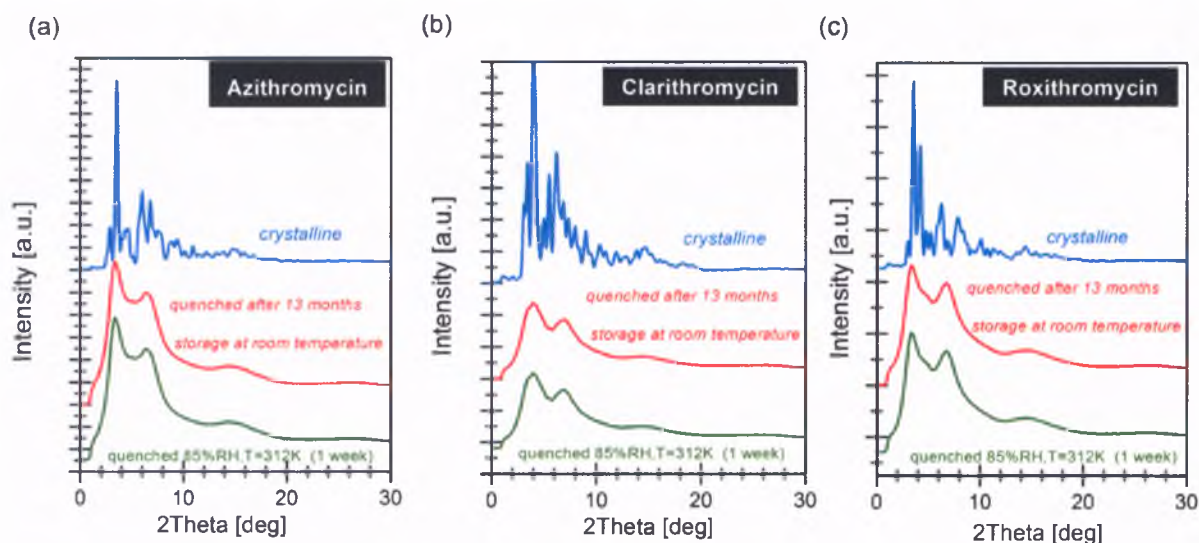 (a)
Azithromycin
Intensity [a.u.]
crystalline
quenched after 13 months
storage at room temperature
quenched 85%RH,T=312K (1 week)
0 10 20 30
2Theta [deg]
(b)
Clarithromycin
Intensity [a.u.]
crystalline
quenched after 13 months
storage at room temperature
quenched 85%RH,T=312K (1 week)
0 10 20 30
2Theta [deg]
(c)
Roxithromycin
Intensity [a.u.]
crystalline
quenched after 13 months
storage at room temperature
quenched 85%RH,T=312K (1 week)
0 10 20 30
2Theta [deg]